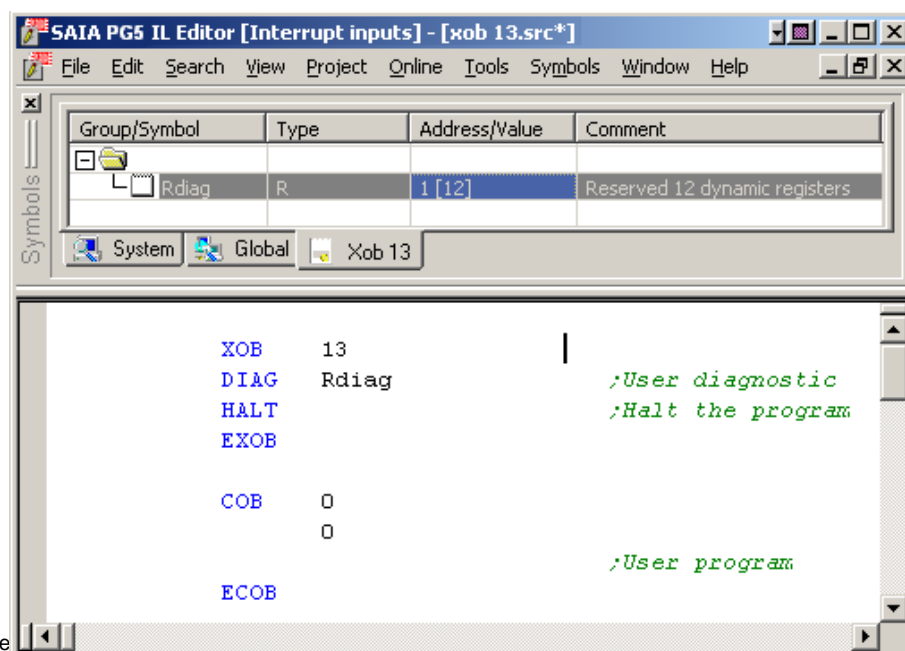 SAIA PG5 IL Editor [Interrupt inputs] - [xob 13.src*]
File Edit Search View Project Online Tools Symbols Window Help
Symbols
Group/Symbol Type Address/Value Comment
Rdiag R 1 [12] Reserved 12 dynamic registers
System Global Xob 13
XOB 13
DIAG Rdiag ;User diagnostic
HALT ;Halt the program
EXOB
COB 0
0
;User program
ECOB
e